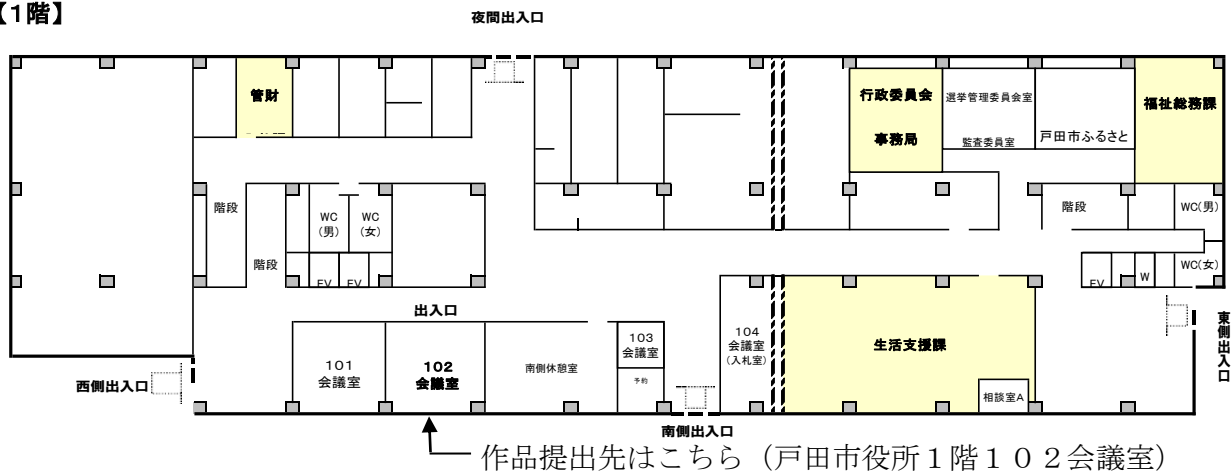 【1階】
夜間出入口
管財
行政委員会
事務局
選挙管理委員会室
監査委員室
戸田市ふるさと
福祉総務課
階段
階段
WC
(男)
WC
(女)
EV
EV
階段
WC(男)
WC(女)
EV
W
出入口
101
会議室
102
会議室
南側休憩室
103
会議室
予約
104
会議室
(入札室)
生活支援課
相談室A
西側出入口
南側出入口
東側出入口
作品提出先はこちら（戸田市役所１階１０２会議室）